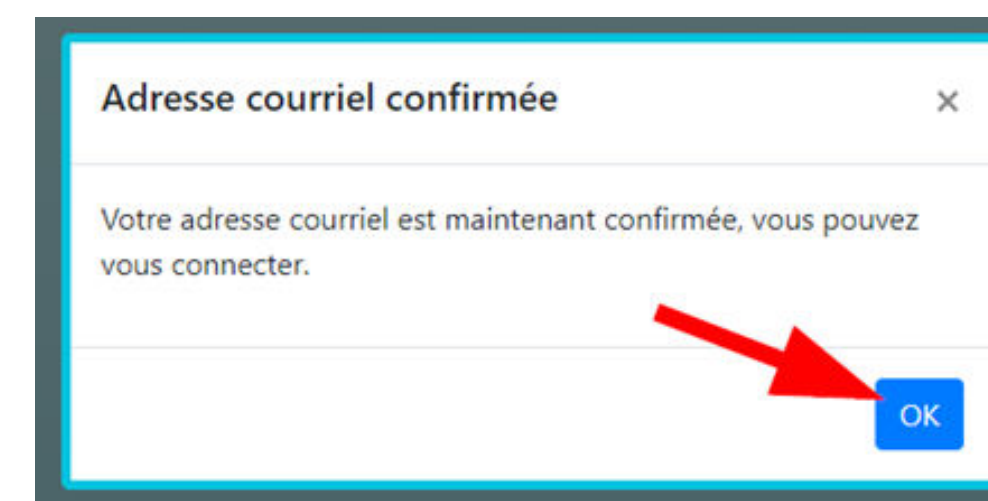 Adresse courriel confirmée
×
Votre adresse courriel est maintenant confirmée, vous pouvez
vous connecter.
OK